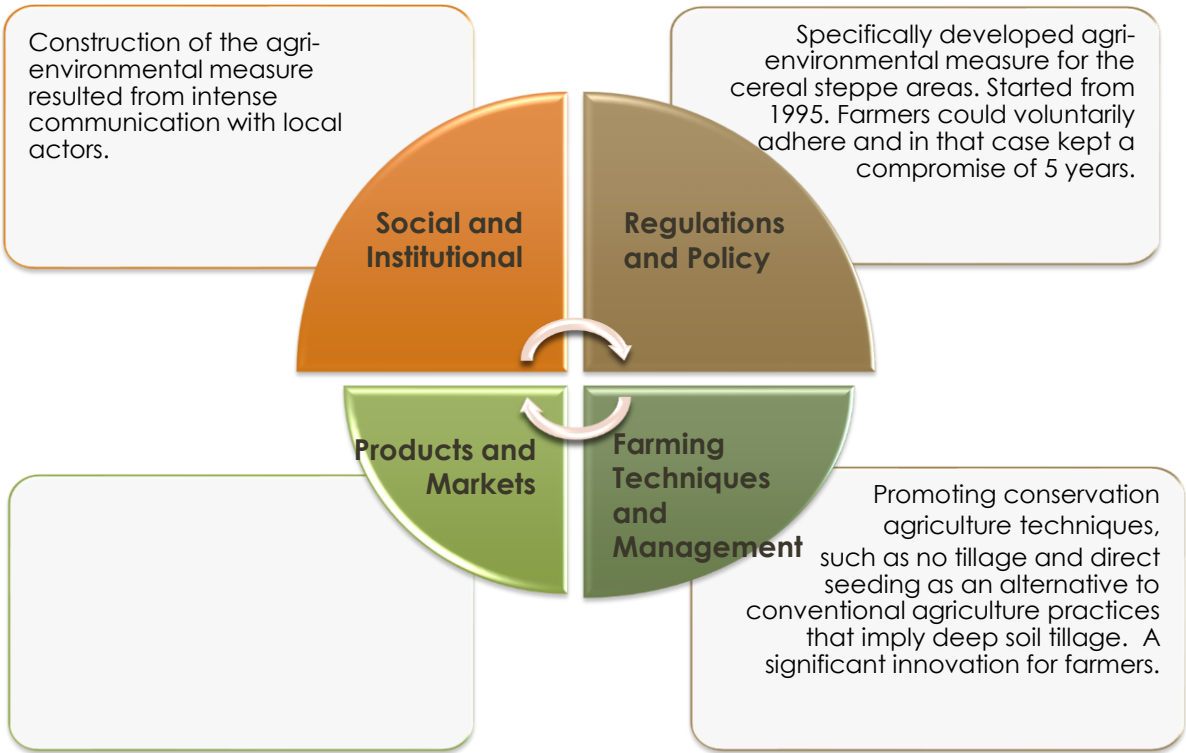 Construction of the agri-
environmental measure
resulted from intense
communication with local
actors.
Specifically developed agri-
environmental measure for the
cereal steppe areas. Started from
1995. Farmers could voluntarily
adhere and in that case kept a
compromise of 5 years.
Social and
Institutional
Regulations
and Policy
Products and
Markets
Farming
Techniques
and
Management
Promoting conservation
agriculture techniques,
such as no tillage and direct
seeding as an alternative to
conventional agriculture practices
that imply deep soil tillage.  A
significant innovation for farmers.